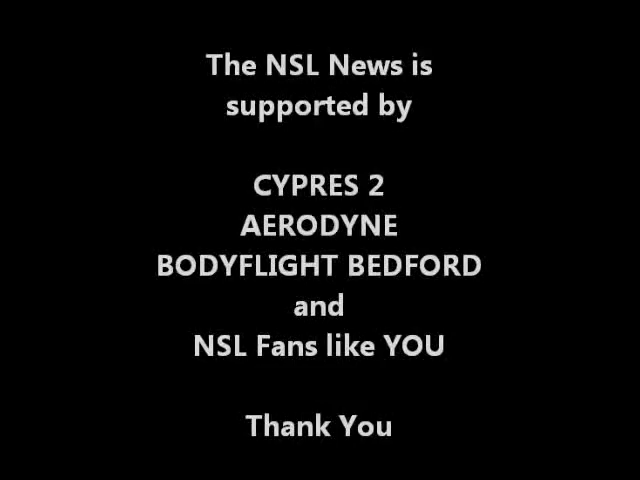 The NSL News is
supported by
CYPRES 2
AERODYNE
BODYFLIGHT BEDFORD
and
NSL Fans like YOU
Thank You